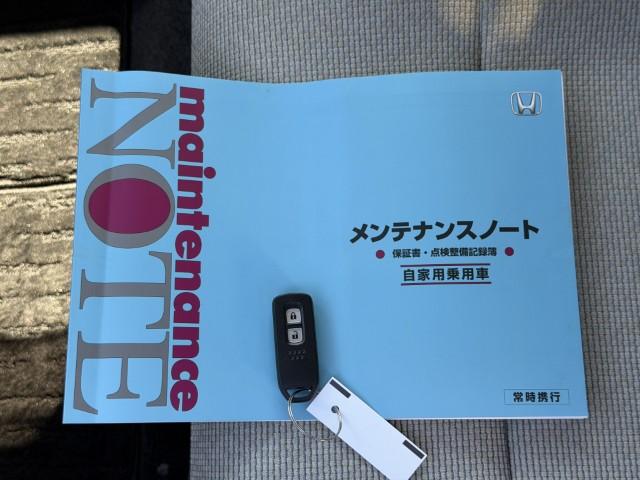 maintenance
NOTE
メンテナンスノート
● 保証書・点検整備記録簿 ●
自家用乗用車
常時携行